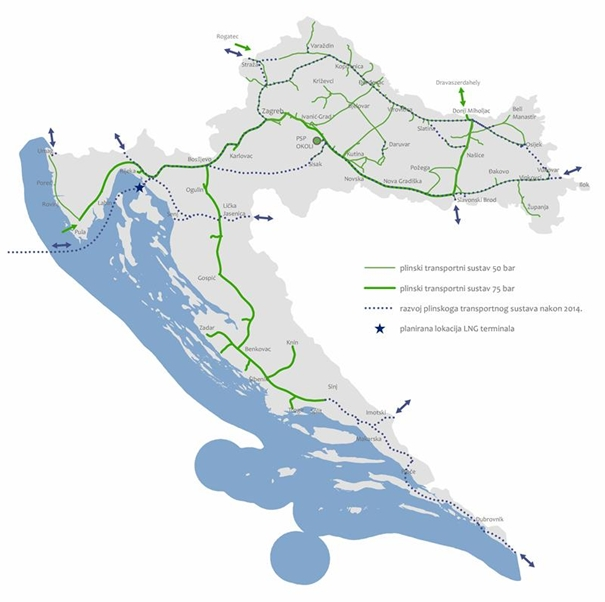 Rogatec
Varaždin
Koprivnica
Dravaszerdahely
Križevci
Bjelovar
Virovitica
Donji Miholjac
Beli
Manastir
Zagreb
Ivanić-Grad
Slatina
Osijek
PSP
OKOLI
Daruvar
Našice
Umag
Karlovac
Kutina
Sisak
Požega
Đakovo
Vukovar
Vinkovci
Rijeka
Bosiljevo
Novska
Nova Gradiška
Poreč
Ogulin
Slavonski Brod
Županja
Rovinj
Labin
Senj
Lička
Jasenica
Pula
Gospić
plinski transportni sustav 50 bar
plinski transportni sustav 75 bar
razvoj plinskoga transportnog sustava nakon 2014.
planirana lokacija LNG terminala
Zadar
Benkovac
Knin
Šibenik
Sinj
Split
Imotski
Makarska
Ploče
Dubrovnik